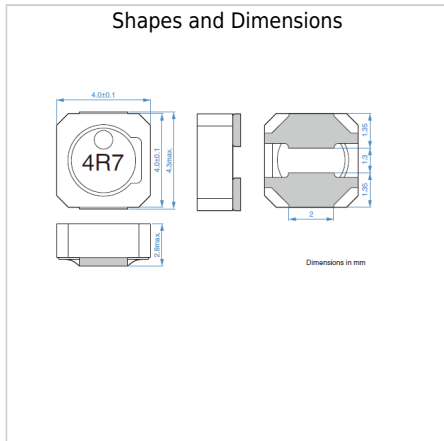 Shapes and Dimensions
4.0±0.1
4R7
4.0±0.1
4.3max.
1.35
1.3
1.35
2
2.8max.
Dimensions in mm